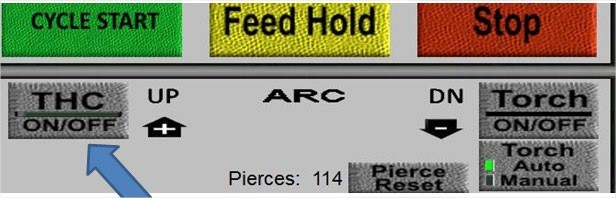 CYCLE START Feed Hold Stop
THC UP ARC DN Torch
ON/OFF ON/OFF
Torch
Auto
Pierces: 114 Pierce Manual
Reset